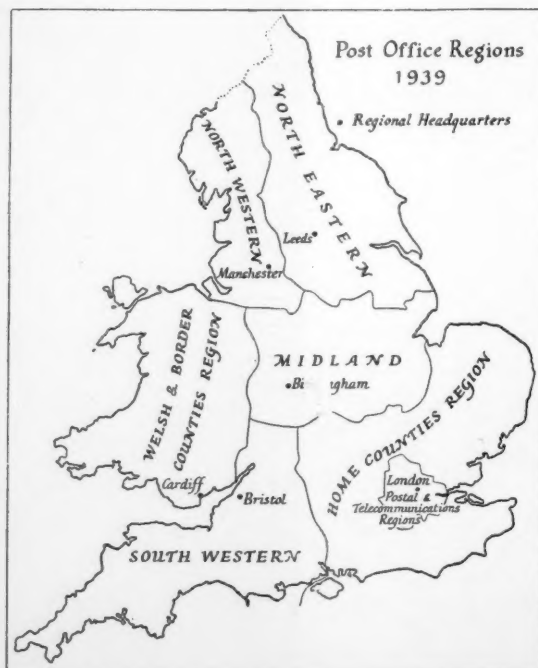 Post Office Regions
1939
Regional Headquarters
NORTH WESTERN
NORTH EASTERN
Leeds
Manchester
WELSH & BORDER
COUNTIES REGION
MIDLAND
HOME COUNTIES REGION
London
Postal &
Telecommunications
Regions
Cardiff
Bristol
SOUTH WESTERN